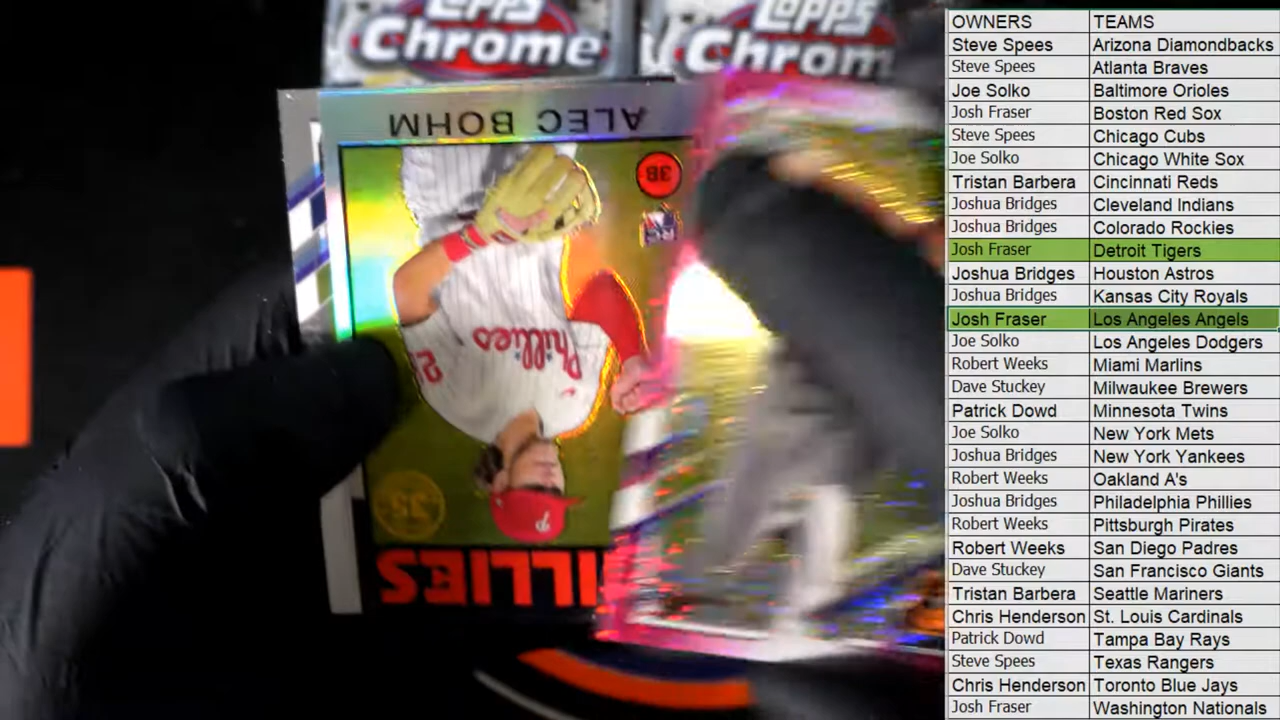 Topps
Chrome
Topps
Chrom
ALEC BOHM
3B
RC
Phillies
35
ILLIES
OWNERS TEAMS
Steve Spees Arizona Diamondbacks
Steve Spees Atlanta Braves
Joe Solko Baltimore Orioles
Josh Fraser Boston Red Sox
Steve Spees Chicago Cubs
Joe Solko Chicago White Sox
Tristan Barbera Cincinnati Reds
Joshua Bridges Cleveland Indians
Joshua Bridges Colorado Rockies
Josh Fraser Detroit Tigers
Joshua Bridges Houston Astros
Joshua Bridges Kansas City Royals
Josh Fraser Los Angeles Angels
Joe Solko Los Angeles Dodgers
Robert Weeks Miami Marlins
Dave Stuckey Milwaukee Brewers
Patrick Dowd Minnesota Twins
Joe Solko New York Mets
Joshua Bridges New York Yankees
Robert Weeks Oakland A's
Joshua Bridges Philadelphia Phillies
Robert Weeks Pittsburgh Pirates
Robert Weeks San Diego Padres
Dave Stuckey San Francisco Giants
Tristan Barbera Seattle Mariners
Chris Henderson St. Louis Cardinals
Patrick Dowd Tampa Bay Rays
Steve Spees Texas Rangers
Chris Henderson Toronto Blue Jays
Josh Fraser Washington Nationals